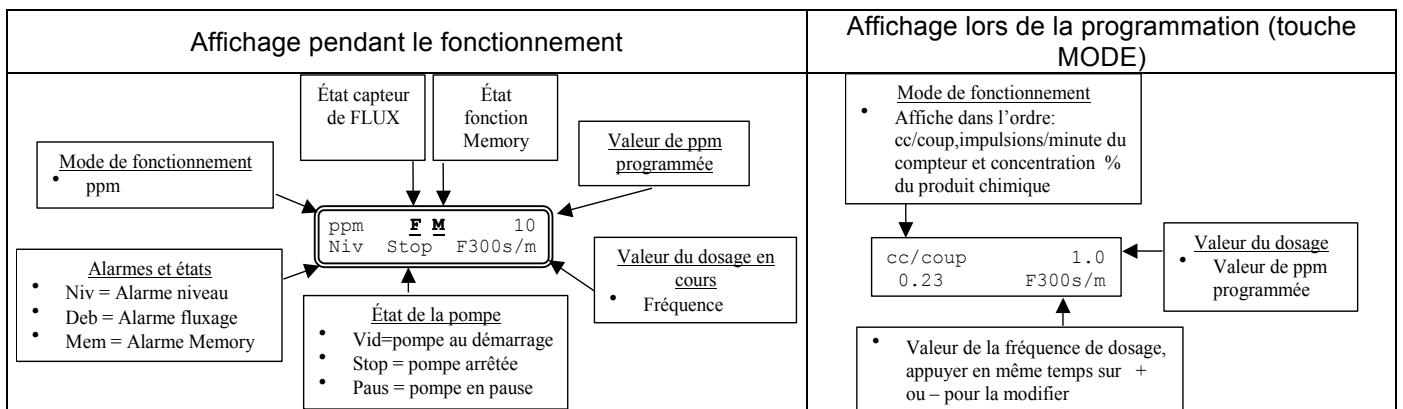 Affichage pendant le fonctionnement
Affichage lors de la programmation (touche
MODE)
État capteur
de FLUX
État
fonction
Memory
Valeur de ppm
programmée
Mode de fonctionnement
• ppm
ppm F M 10
Niv Stop F300s/m
Alarmes et états
• Niv = Alarme niveau
• Deb = Alarme fluxage
• Mem = Alarme Memory
État de la pompe
• Vid=pompe au démarrage
• Stop = pompe arrêtée
• Paus = pompe en pause
Valeur du dosage en
cours
• Fréquence
Mode de fonctionnement
• Affiche dans l'ordre:
cc/coup,impulsions/minute du
compteur et concentration %
du produit chimique
cc/coup 1.0
0.23 F300s/m
Valeur du dosage
• Valeur de ppm
programmée
• Valeur de la fréquence de dosage,
appuyer en même temps sur +
ou – pour la modifier